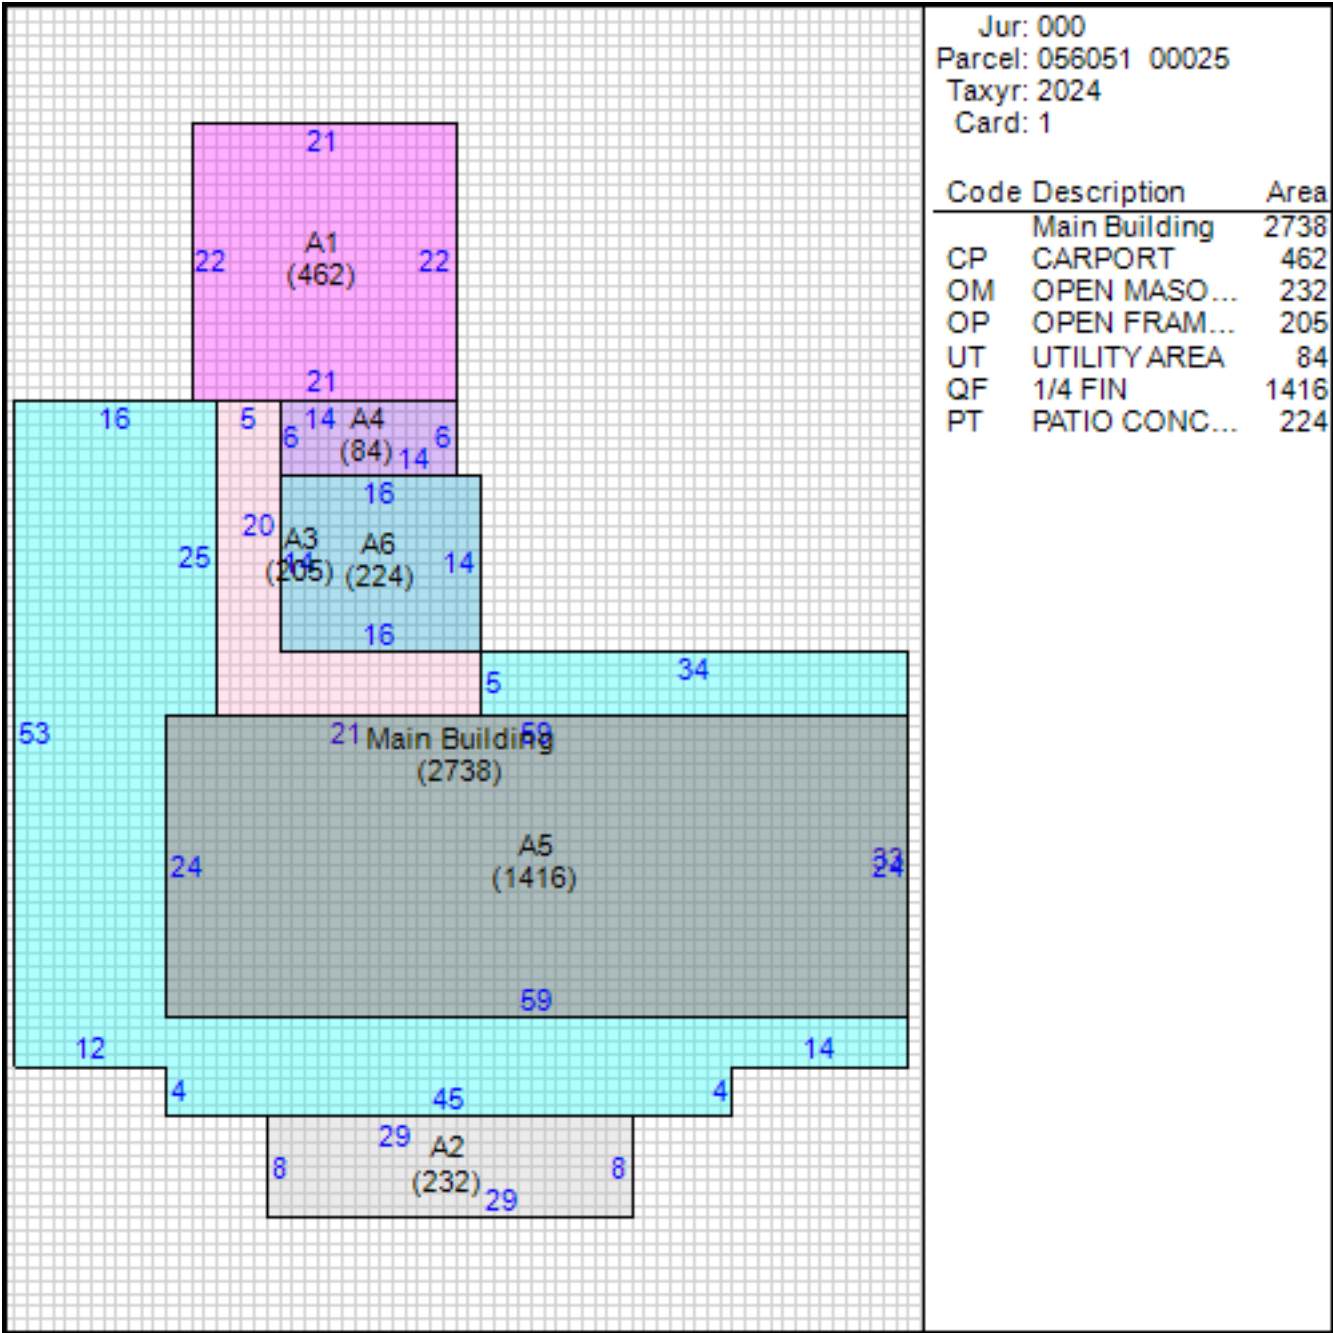 Jur: 000
Parcel: 056051 00025
Taxyr: 2024
Card: 1
Code Description Area
Main Building 2738
CP CARPORT 462
OM OPEN MASO... 232
OP OPEN FRAM... 205
UT UTILITY AREA 84
QF 1/4 FIN 1416
PT PATIO CONC... 224
21
22 A1 22
(462)
21
16 5 14 A4
6 6
(84) 14
16
20
25 A3 A6 14
14
(205) (224)
16
34
5
53 21 59
Main Building
(2738)
A5
24 33
24
(1416)
59
12 14
4 45 4
29 A2
8 8
(232) 29